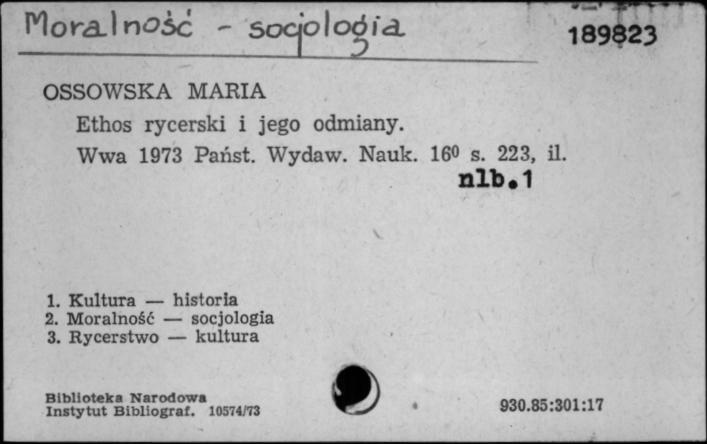 Moralność - socjologia
189823
OSSOWSKA MARIA
Ethos rycerski i jego odmiany.
Wwa 1973 Państ. Wydaw. Nauk. 16⁰ s. 223, il.
nlb.1
1. Kultura — historia
2. Moralność — socjologia
3. Rycerstwo — kultura
Biblioteka Narodowa
Instytut Bibliograf. 10574/73
930.85:301:17